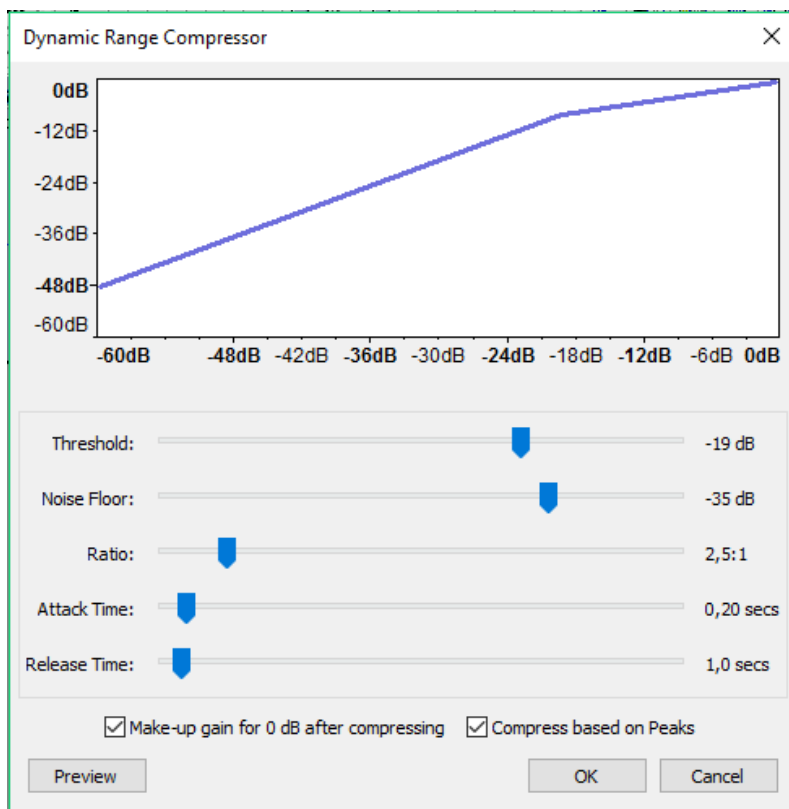 Dynamic Range Compressor
0dB
-12dB
-24dB
-36dB
-48dB
-60dB
-60dB -48dB -42dB -36dB -30dB -24dB -18dB -12dB -6dB 0dB
Threshold: -19 dB
Noise Floor: -35 dB
Ratio: 2,5:1
Attack Time: 0,20 secs
Release Time: 1,0 secs
Make-up gain for 0 dB after compressing Compress based on Peaks
Preview OK Cancel